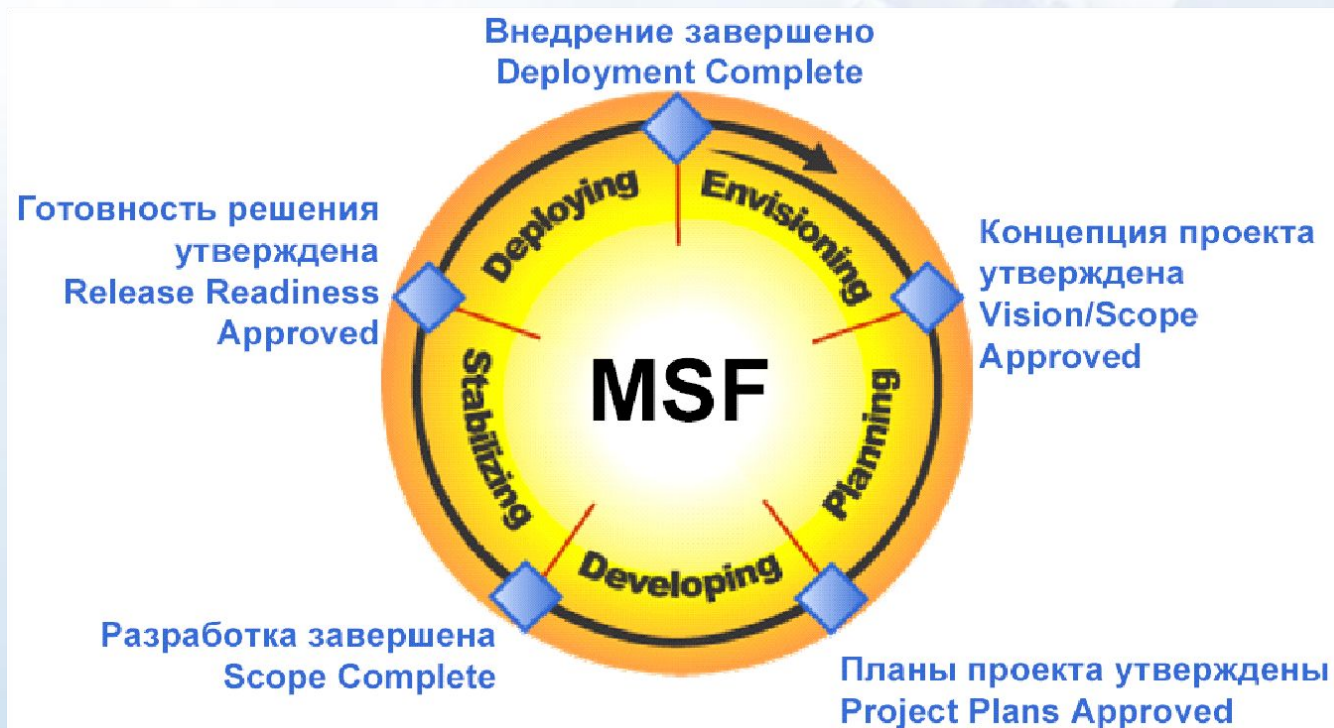 Внедрение завершено
Deployment Complete
Готовность решения
утверждена
Release Readiness
Approved
Deploying
Envisioning
Концепция проекта
утверждена
Vision/Scope
Approved
MSF
Stabilizing
Planning
Developing
Разработка завершена
Scope Complete
Планы проекта утверждены
Project Plans Approved